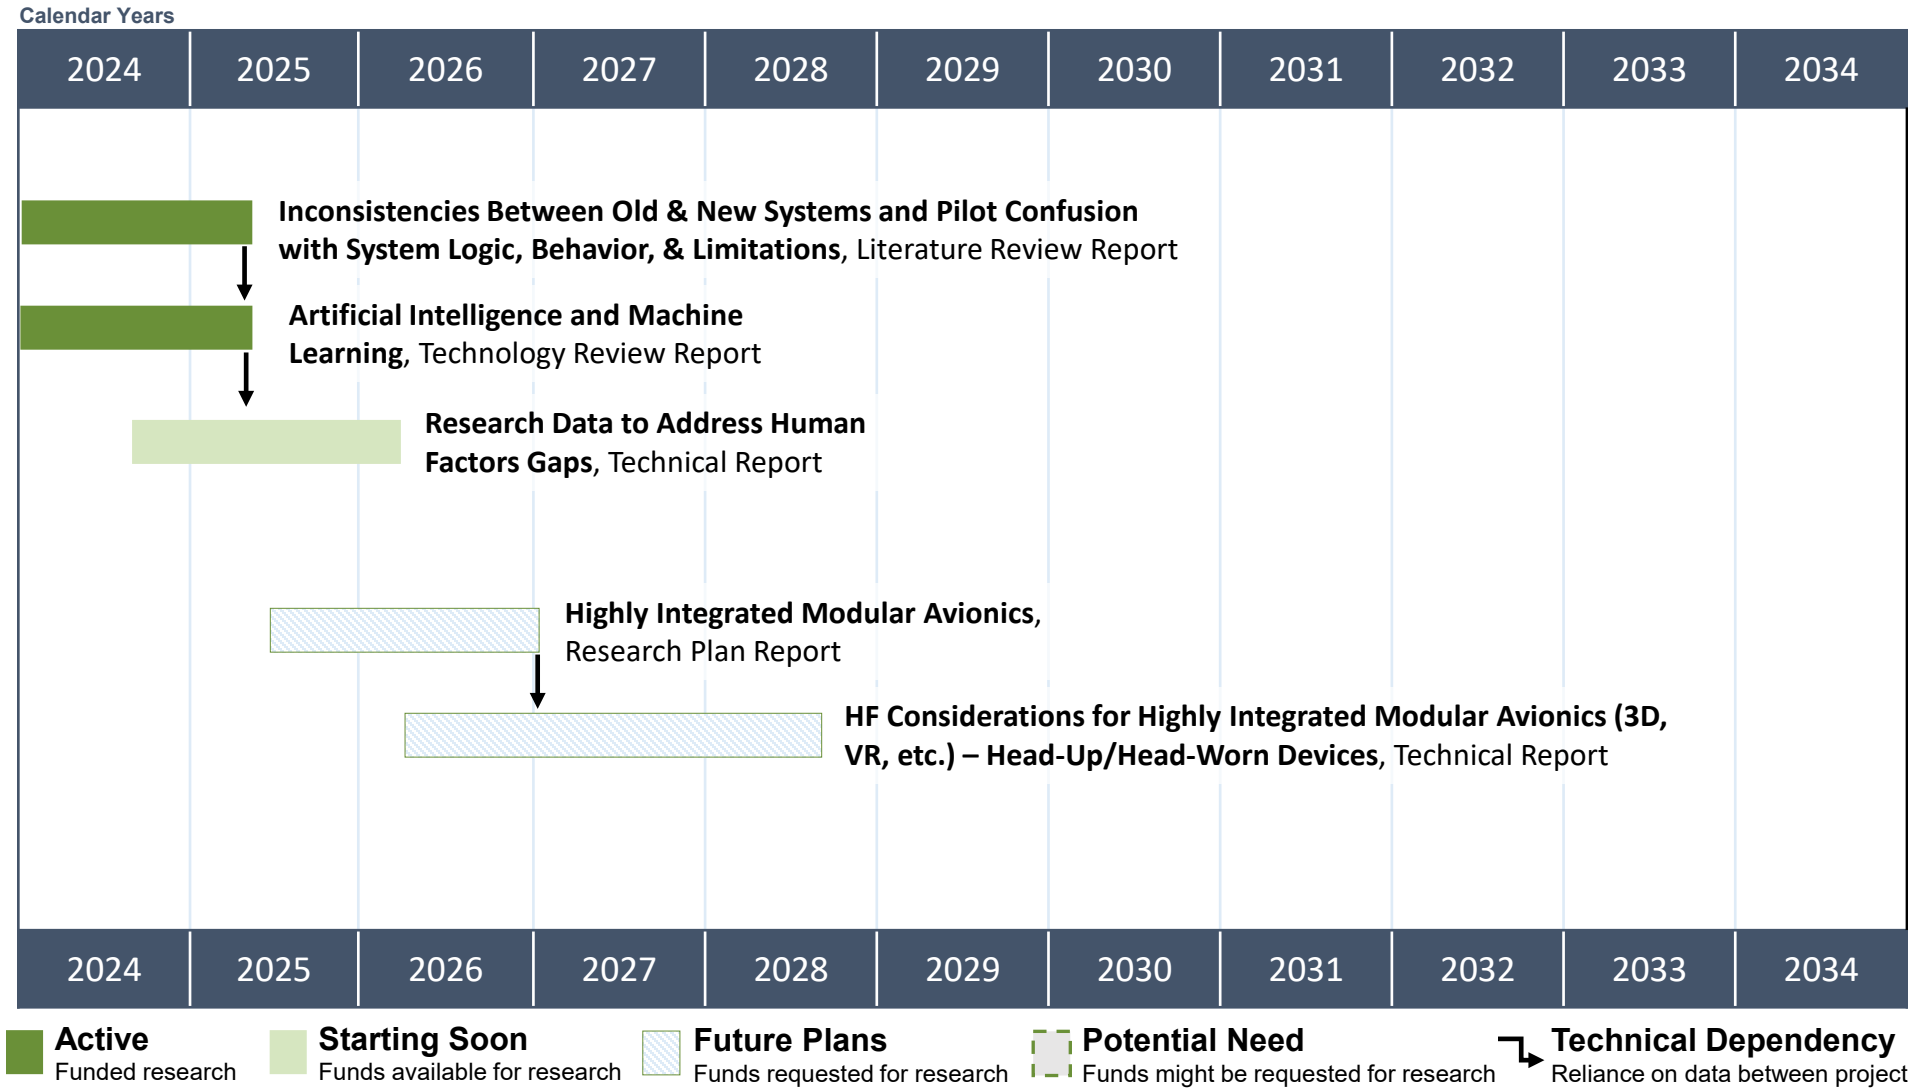 Calendar Years
2024 2025 2026 2027 2028 2029 2030 2031 2032 2033 2034
Inconsistencies Between Old & New Systems and Pilot Confusion
with System Logic, Behavior, & Limitations, Literature Review Report
Artificial Intelligence and Machine
Learning, Technology Review Report
Research Data to Address Human
Factors Gaps, Technical Report
Highly Integrated Modular Avionics,
Research Plan Report
HF Considerations for Highly Integrated Modular Avionics (3D,
VR, etc.) – Head-Up/Head-Worn Devices, Technical Report
2024 2025 2026 2027 2028 2029 2030 2031 2032 2033 2034
Active
Funded research
Starting Soon
Funds available for research
Future Plans
Funds requested for research
Potential Need
Funds might be requested for research
Technical Dependency
Reliance on data between project